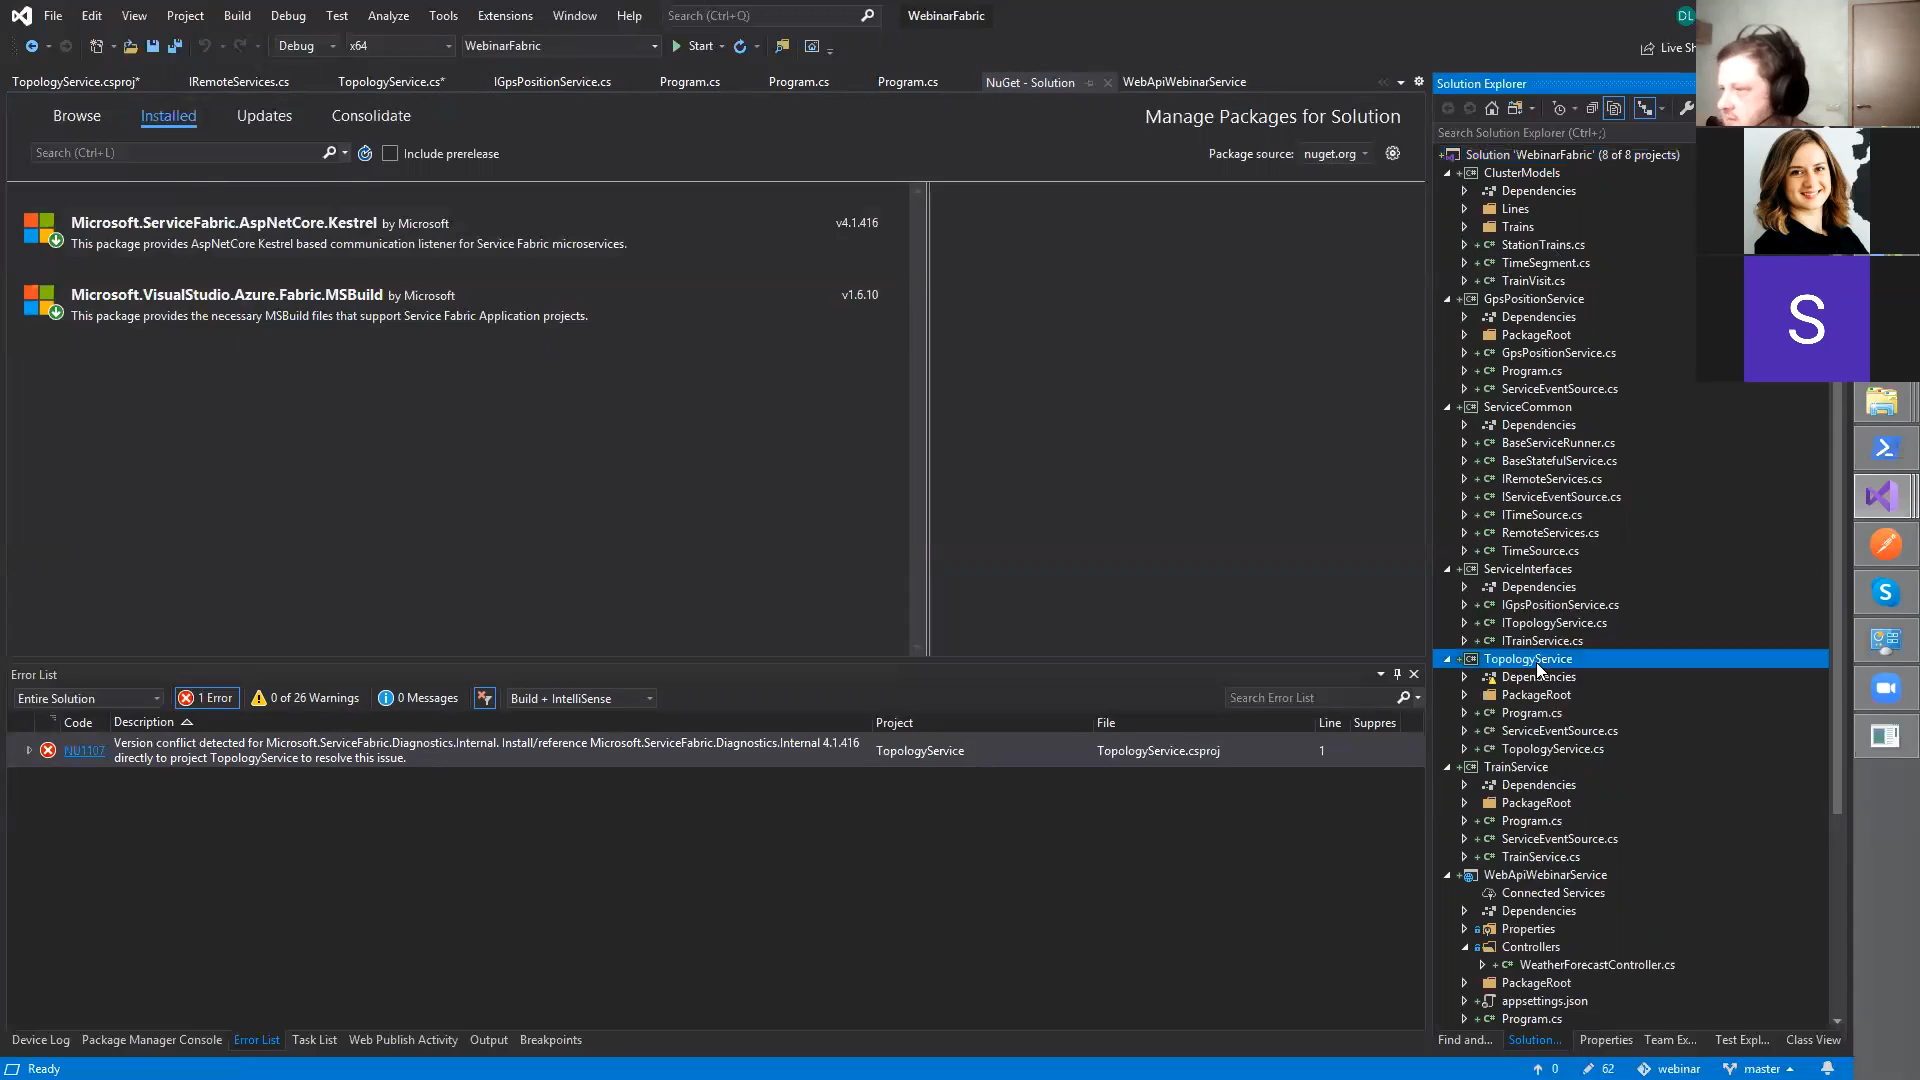 File Edit View Project Build Debug Test Analyze Tools Extensions Window Help Search (Ctrl+Q) WebinarFabric DL
Debug x64 WebinarFabric Start Live Sh
TopologyService.csproj* IRemoteServices.cs TopologyService.cs* IGpsPositionService.cs Program.cs Program.cs Program.cs NuGet - Solution WebApiWebinarService
Browse Installed Updates Consolidate Manage Packages for Solution
Search (Ctrl+L) Include prerelease Package source: nuget.org
Microsoft.ServiceFabric.AspNetCore.Kestrel by Microsoft v4.1.416
This package provides AspNetCore Kestrel based communication listener for Service Fabric microservices.
Microsoft.VisualStudio.Azure.Fabric.MSBuild by Microsoft v1.6.10
This package provides the necessary MSBuild files that support Service Fabric Application projects.
Error List
Entire Solution 1 Error 0 of 26 Warnings 0 Messages Build + IntelliSense Search Error List
Code Description Project File Line Suppres
NU1107 Version conflict detected for Microsoft.ServiceFabric.Diagnostics.Internal. Install/reference Microsoft.ServiceFabric.Diagnostics.Internal 4.1.416 TopologyService TopologyService.csproj 1
directly to project TopologyService to resolve this issue.
Device Log Package Manager Console Error List Task List Web Publish Activity Output Breakpoints
Solution Explorer
Search Solution Explorer (Ctrl+;)
Solution 'WebinarFabric' (8 of 8 projects)
ClusterModels
Dependencies
Lines
Trains
StationTrains.cs
TimeSegment.cs
TrainVisit.cs
GpsPositionService
Dependencies
PackageRoot
GpsPositionService.cs
Program.cs
ServiceEventSource.cs
ServiceCommon
Dependencies
BaseServiceRunner.cs
BaseStatefulService.cs
IRemoteServices.cs
IServiceEventSource.cs
ITimeSource.cs
RemoteServices.cs
TimeSource.cs
ServiceInterfaces
Dependencies
IGpsPositionService.cs
ITopologyService.cs
ITrainService.cs
TopologyService
Dependencies
PackageRoot
Program.cs
ServiceEventSource.cs
TopologyService.cs
TrainService
Dependencies
PackageRoot
Program.cs
ServiceEventSource.cs
TrainService.cs
WebApiWebinarService
Connected Services
Dependencies
Properties
Controllers
WeatherForecastController.cs
PackageRoot
appsettings.json
Program.cs
Find and... Solution... Properties Team Ex... Test Expl... Class View
S
Ready 0 62 webinar master